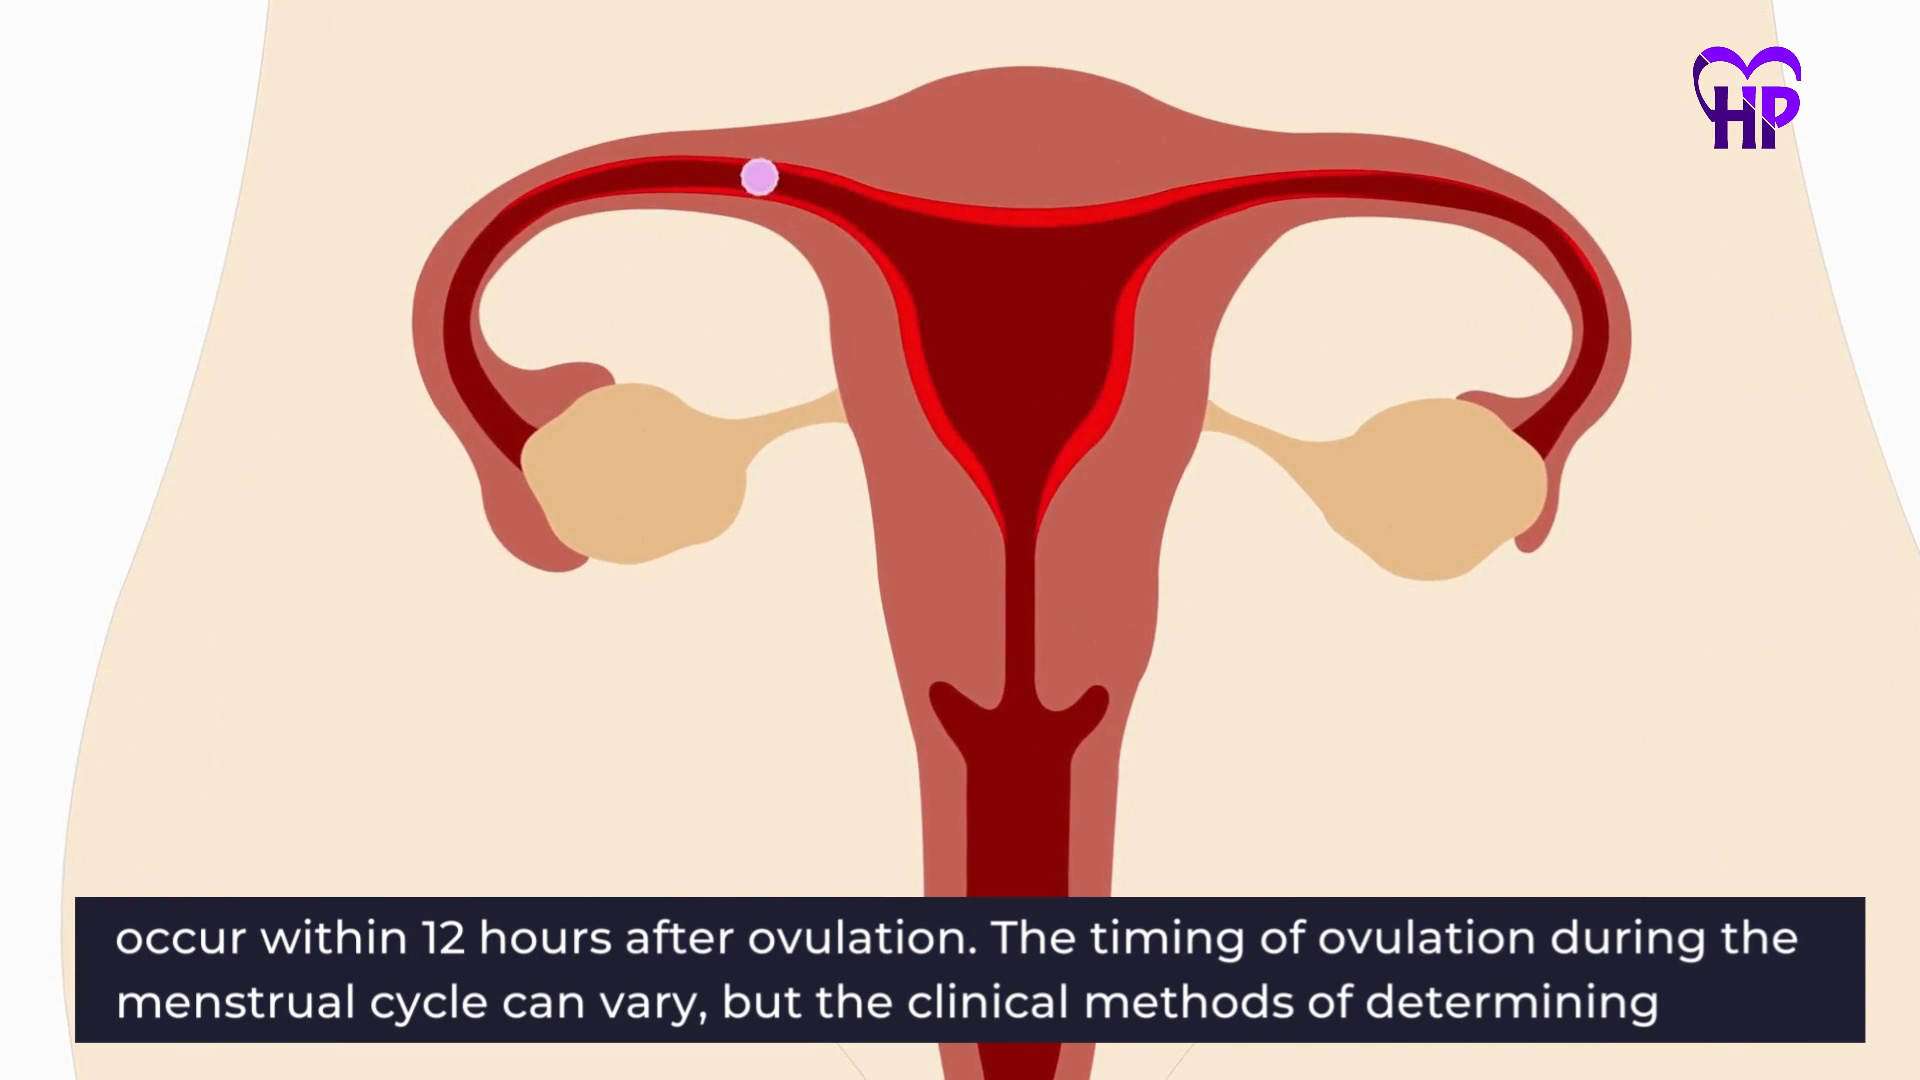 HP
occur within 12 hours after ovulation. The timing of ovulation during the
menstrual cycle can vary, but the clinical methods of determining